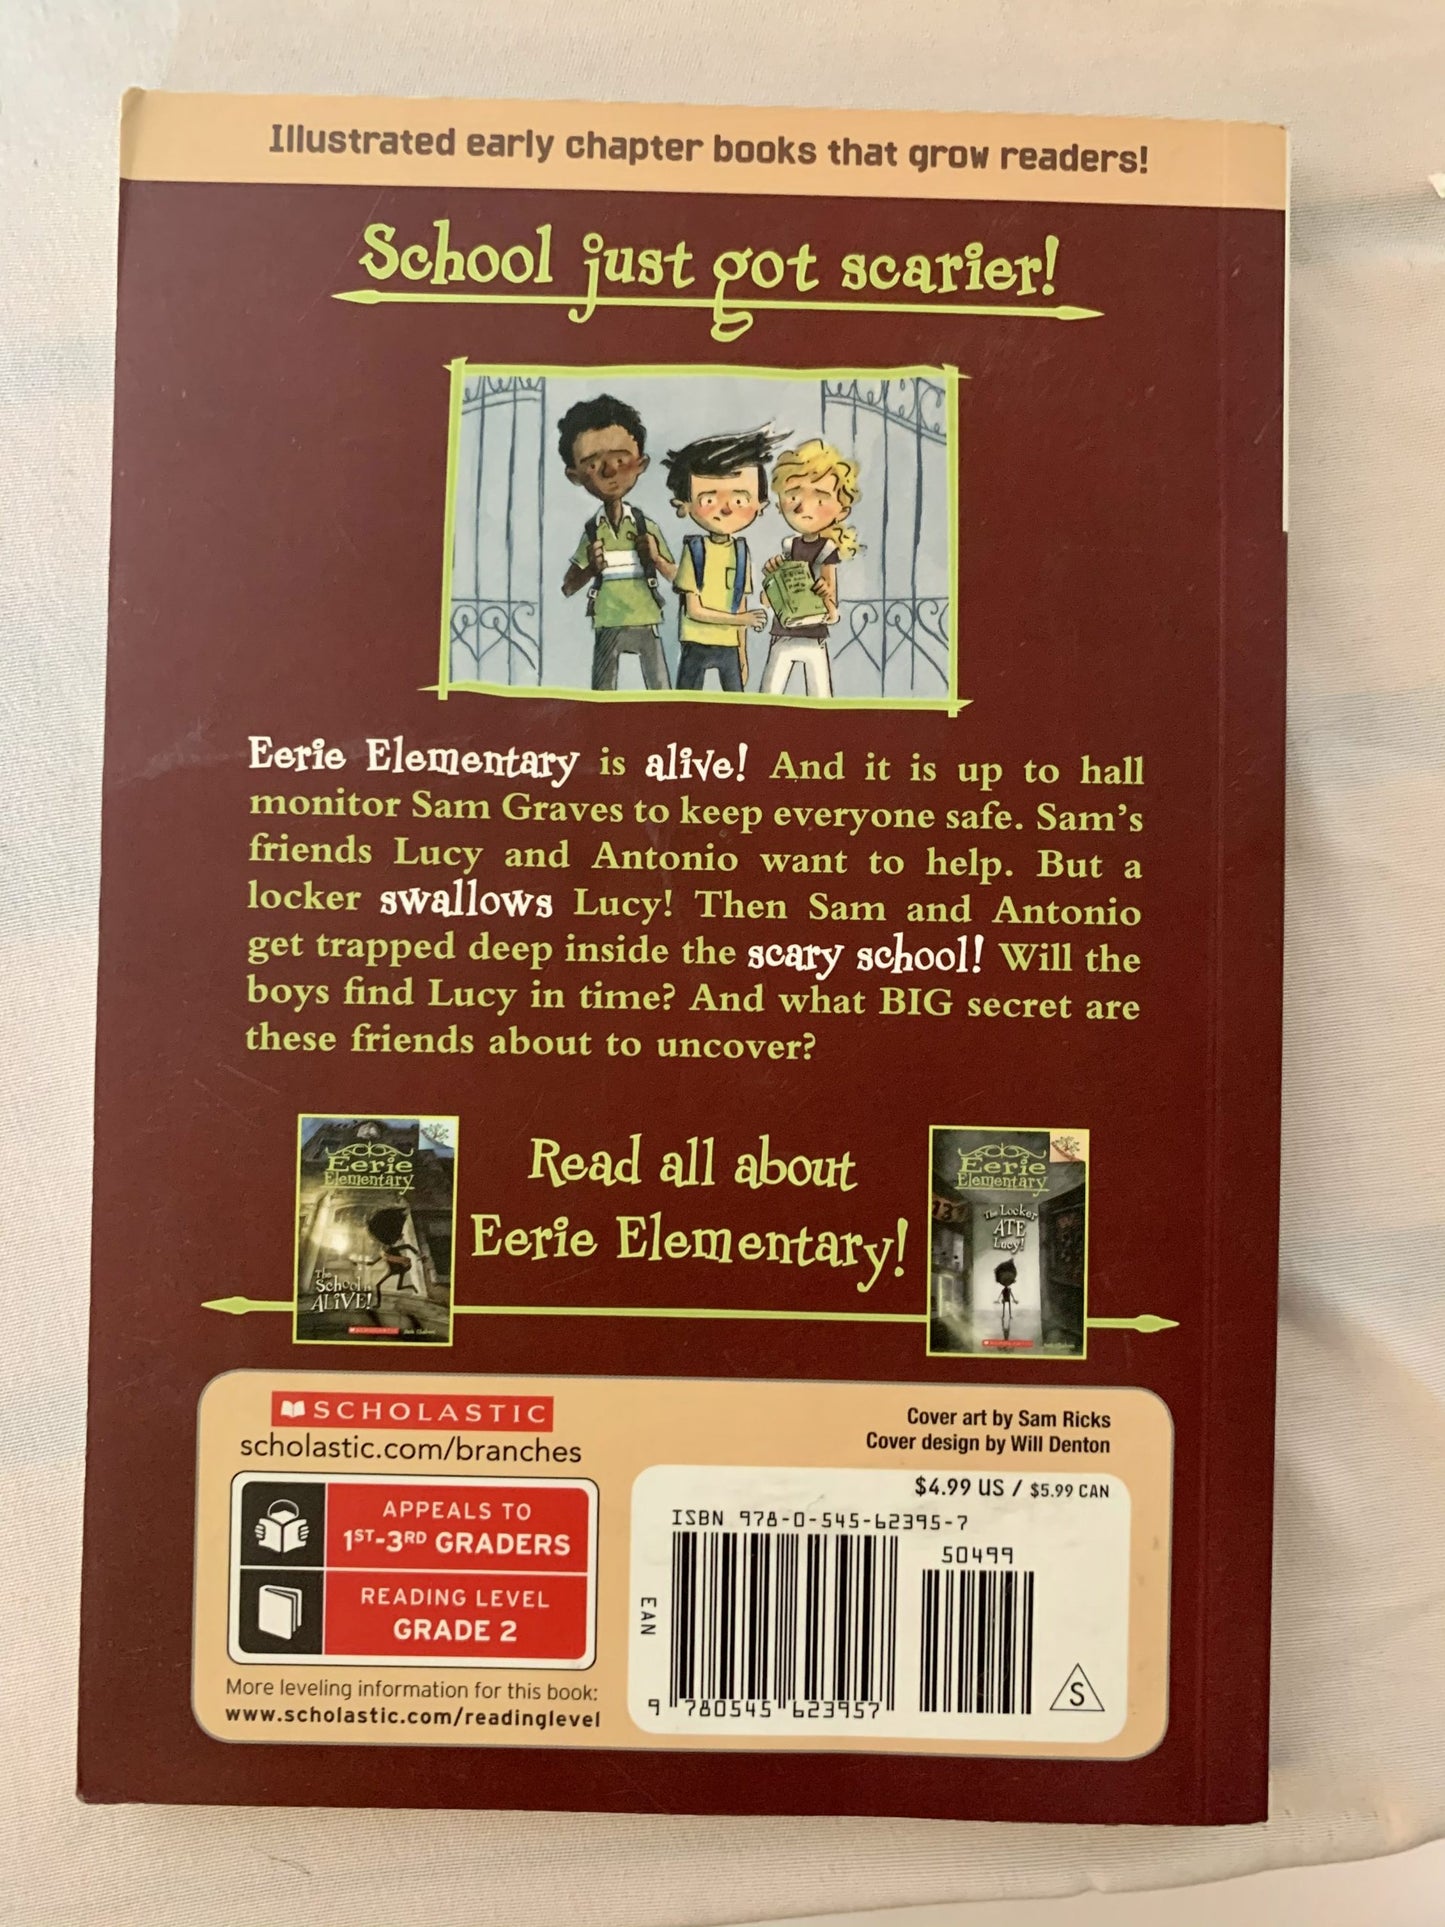 Illustrated early chapter books that grow readers!
School just got scarier!
Eerie Elementary is alive! And it is up to hall
monitor Sam Graves to keep everyone safe. Sam's
friends Lucy and Antonio want to help. But a
locker swallows Lucy! Then Sam and Antonio
get trapped deep inside the scary school! Will the
boys find Lucy in time? And what BIG secret are
these friends about to uncover?
Eerie
Elementary
The
School is
ALIVE!
SCHOLASTIC
Read all about
Eerie Elementary!
Eerie
Elementary
The Locker
ATE
Lucy!
SCHOLASTIC
SCHOLASTIC
scholastic.com/branches
APPEALS TO
1ST-3RD GRADERS
READING LEVEL
GRADE 2
More leveling information for this book:
www.scholastic.com/readinglevel
Cover art by Sam Ricks
Cover design by Will Denton
$4.99 US / $5.99 CAN
ISBN 978-0-545-62395-7
50499
EAN
9 780545 623957
S